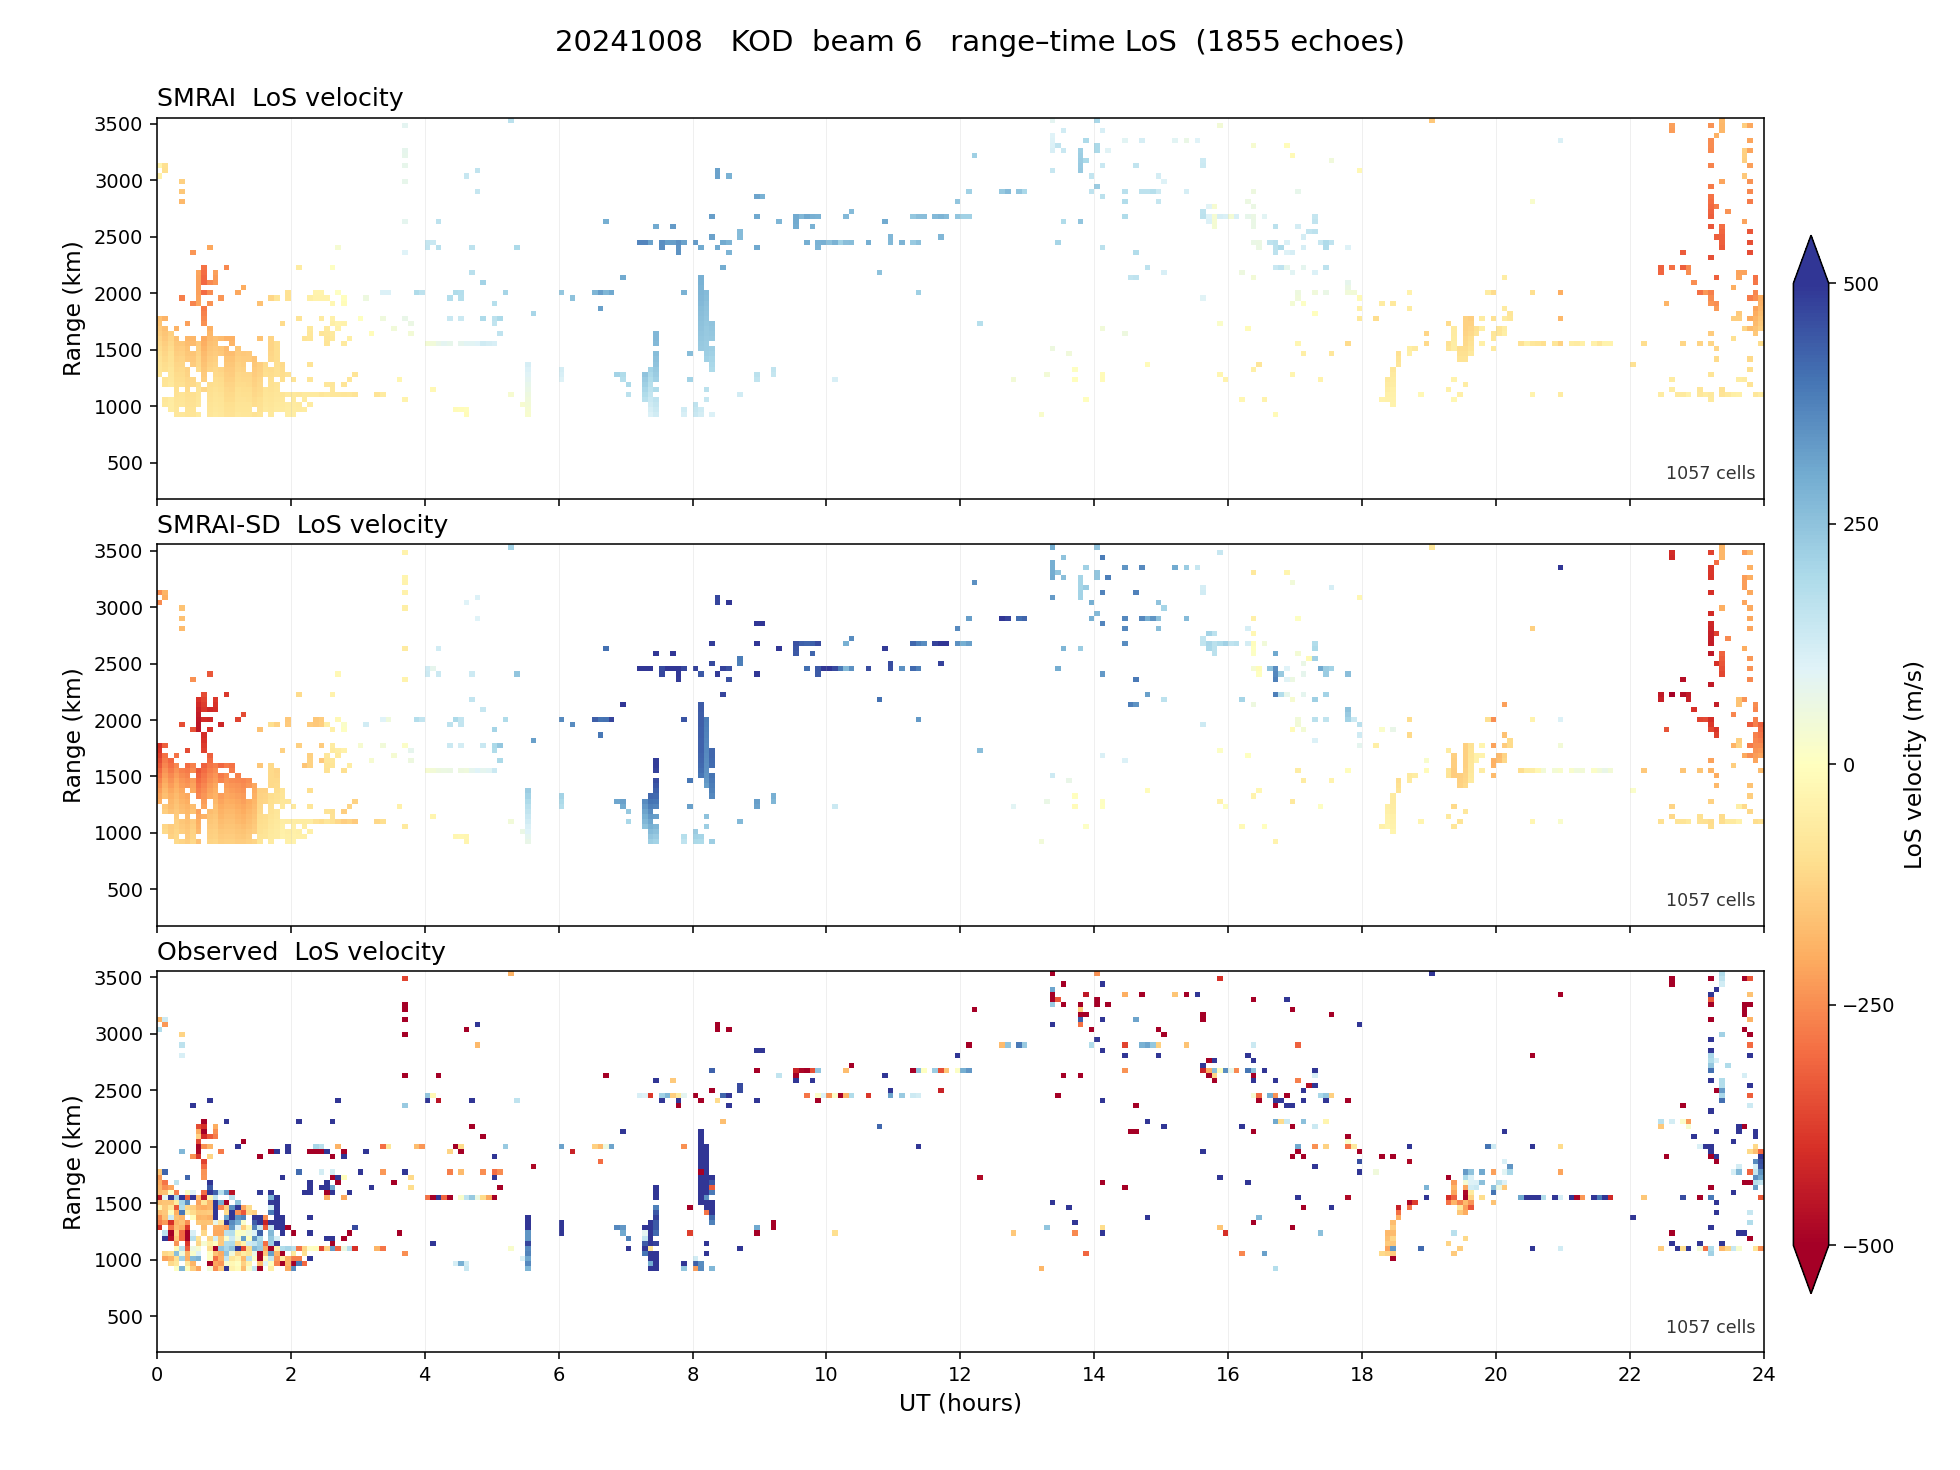 20241008 KOD beam 6 range–time LoS (1855 echoes)
SMRAI LoS velocity
3500
3000
2500
2000
1500
1000
500
Range (km)
1057 cells
SMRAI-SD LoS velocity
3500
3000
2500
2000
1500
1000
500
Range (km)
1057 cells
Observed LoS velocity
3500
3000
2500
2000
1500
1000
500
Range (km)
1057 cells
0 2 4 6 8 10 12 14 16 18 20 22 24
UT (hours)
500
250
0
−250
−500
LoS velocity (m/s)